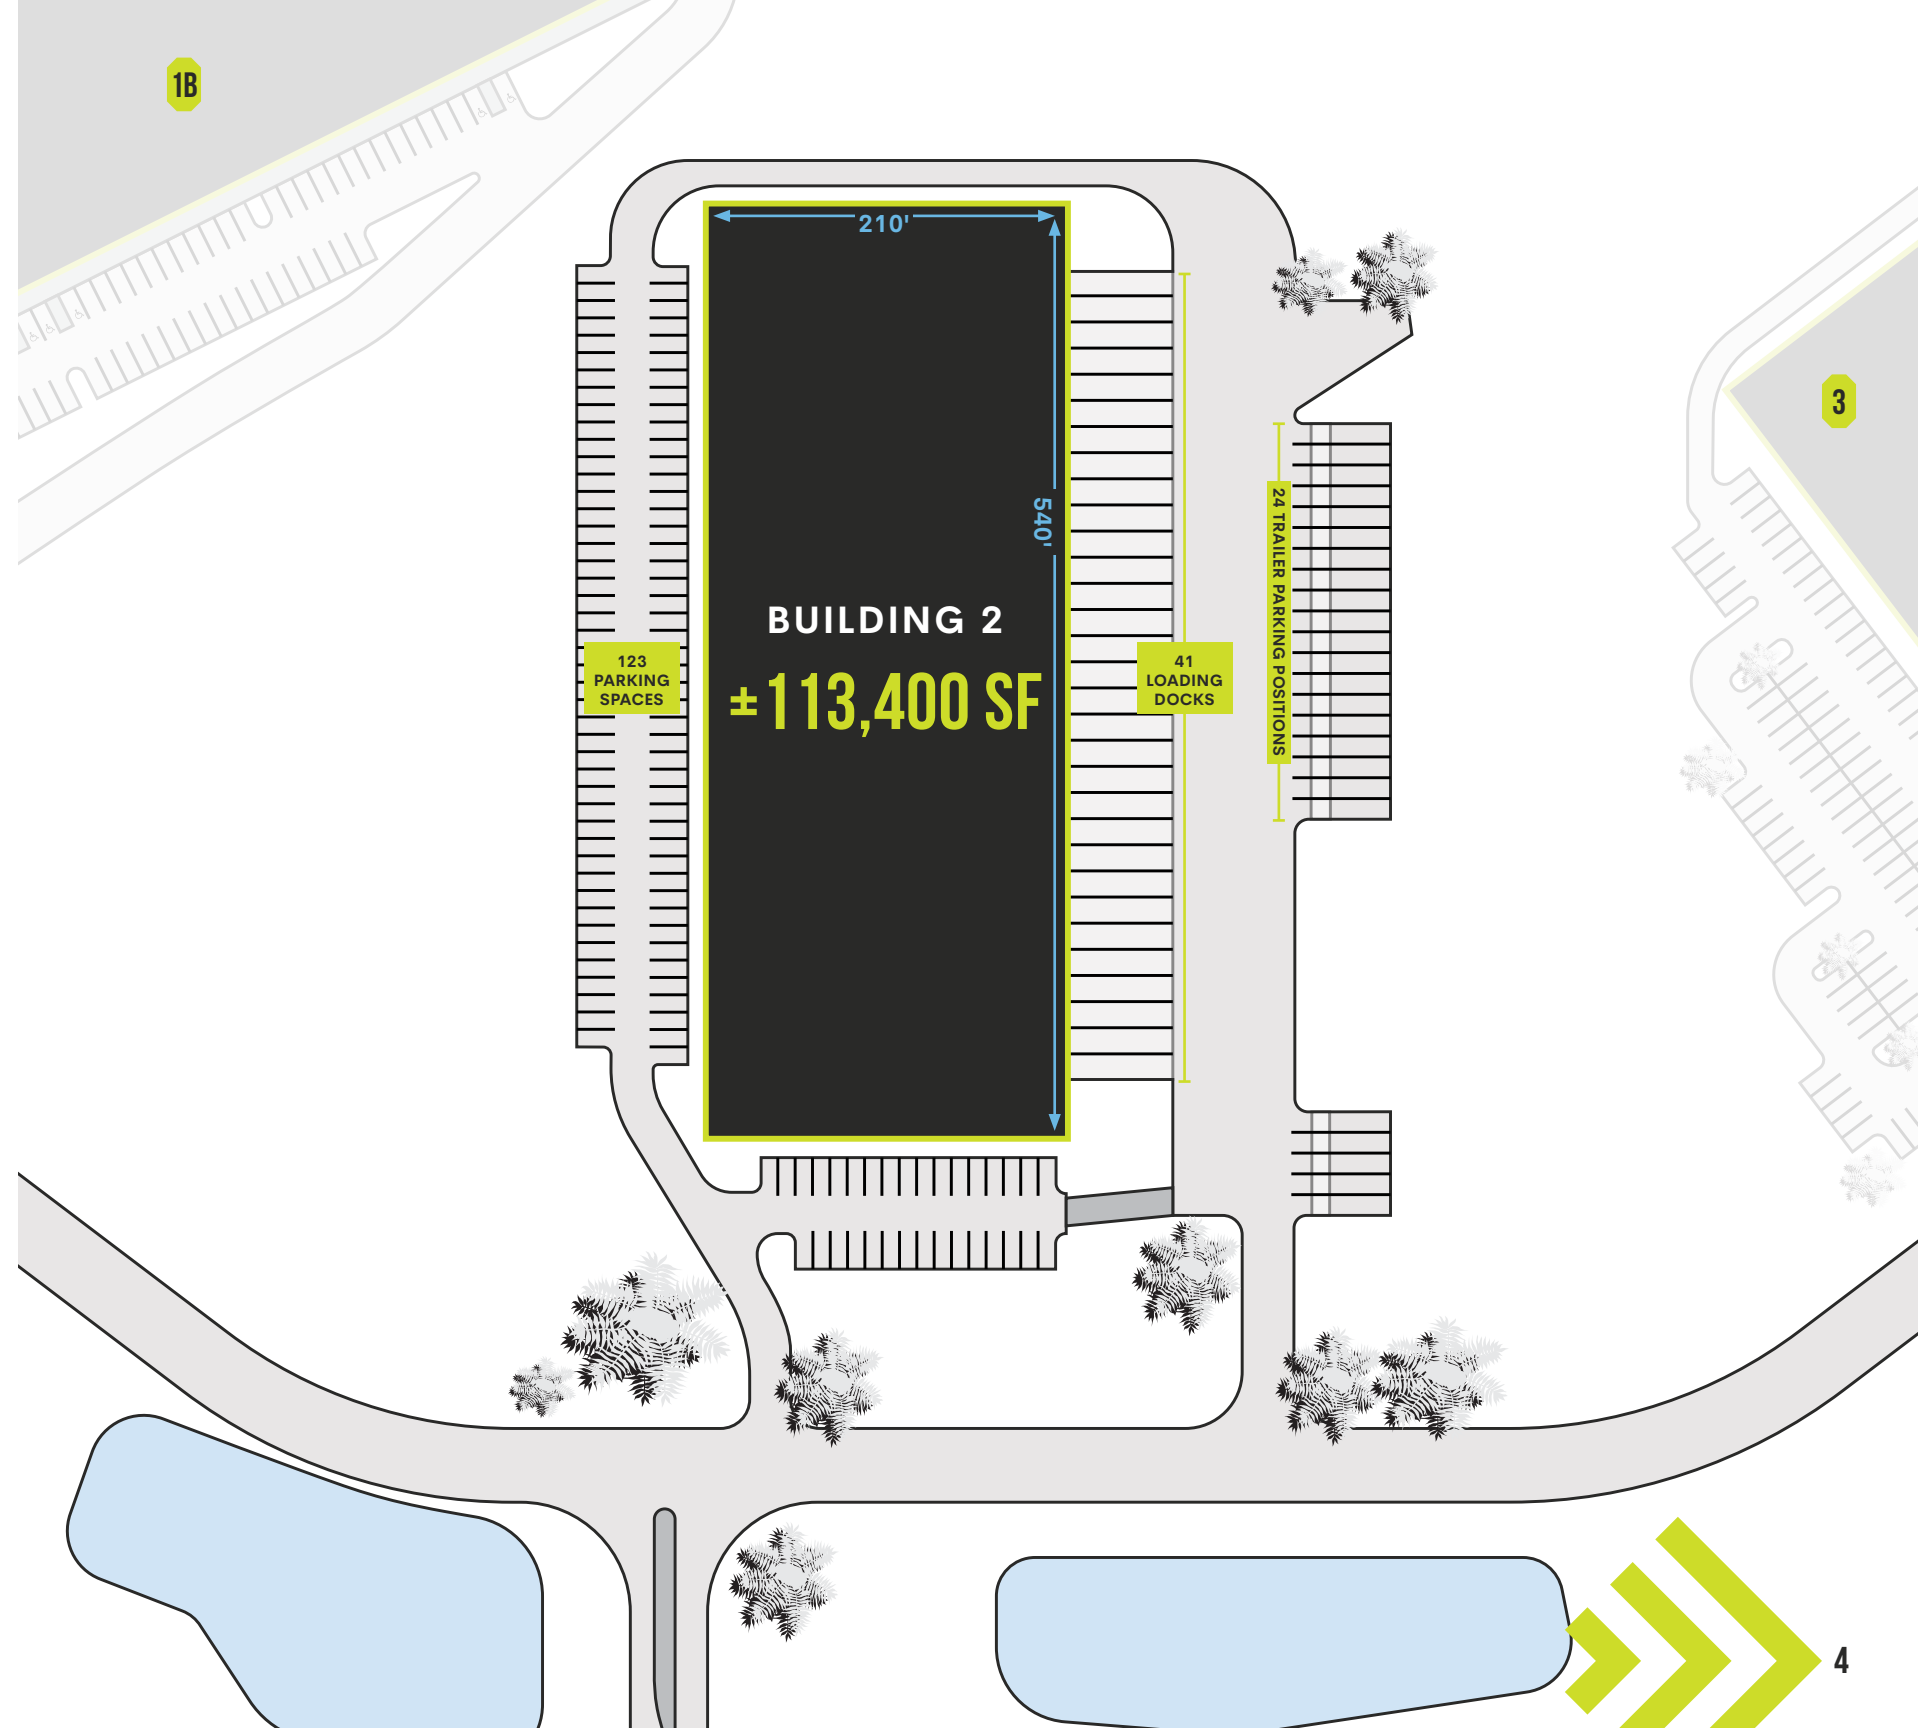 1B
210'
3
540'
24 TRAILER PARKING POSITIONS
BUILDING 2
±113,400 SF
123
PARKING
SPACES
41
LOADING
DOCKS
4